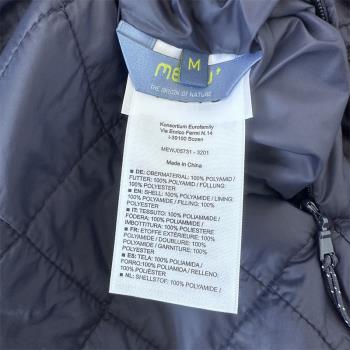 M
THE ORIGIN OF NATURE
Konsortium Eurofamily
Via Enrico Fermi N.14
I-39100 Bozen
MEWJ05731 - 3201
Made in China
■ DE: OBERMATERIAL: 100% POLYAMID /
FUTTER: 100% POLYAMID / FÜLLUNG:
100% POLYESTER
■ EN: SHELL: 100% POLYAMIDE / LINING:
100% POLYAMIDE / FILLING: 100%
POLYESTER
■ IT: TESSUTO: 100% POLIAMMIDE /
FODERA: 100% POLIAMMIDE /
IMBOTTITURA: 100% POLIESTERE
■ FR: ÉTOFFE EXTÉRIEURE: 100%
POLYAMIDE / DOUBLURE: 100%
POLYAMIDE / GARNITURE: 100%
POLYESTER
■ ES: TELA: 100% POLIAMIDA /
FORRO:100% POLIAMIDA / RELLENO:
100% POLIÉSTER
■ NL: SHELLSTOF: 100% POLYAMIDE /